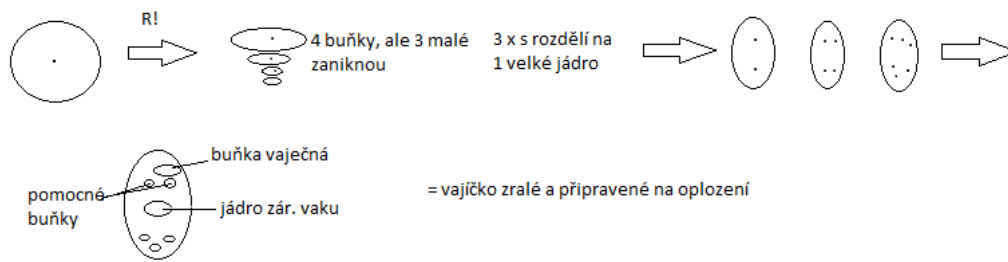 R!
4 buňky, ale 3 malé
zaniknou
3 x s rozdělí na
1 velké jádro
buňka vaječná
pomocné
buňky
jádro zár. vaku
= vajíčko zralé a připravené na oplození